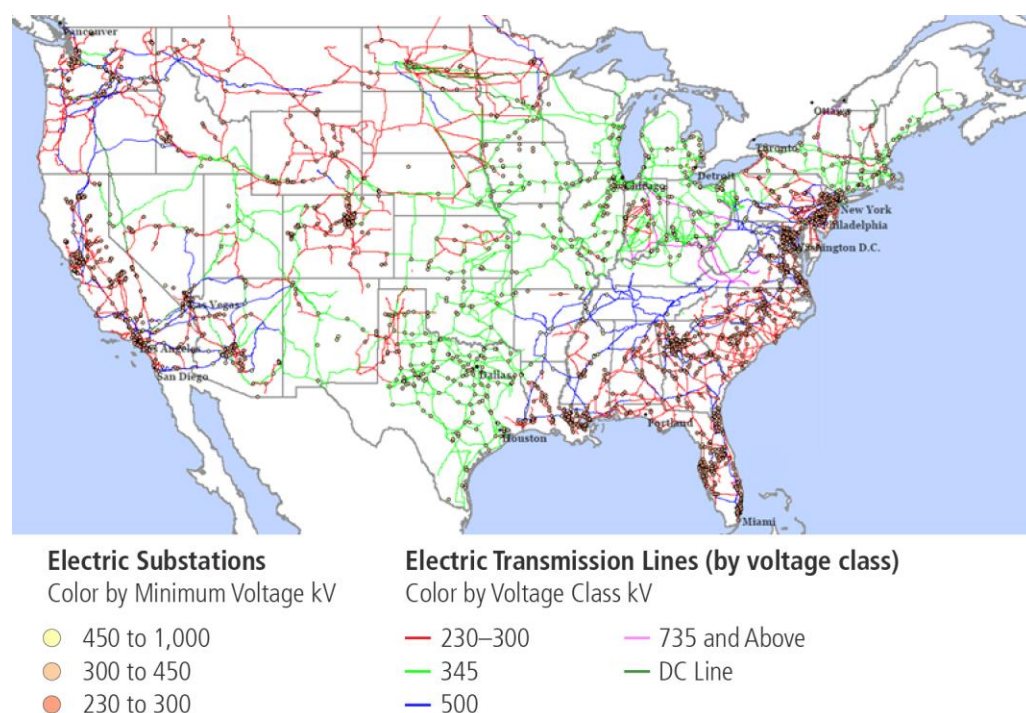 Vancouver
Ottawa
Toronto
Detroit
Chicago
New York
Philadelphia
Washington D.C.
Las Vegas
Los Angeles
San Diego
Dallas
Houston
Portland
Miami
Electric Substations
Color by Minimum Voltage kV
450 to 1,000
300 to 450
230 to 300
Electric Transmission Lines (by voltage class)
Color by Voltage Class kV
230–300
345
500
735 and Above
DC Line